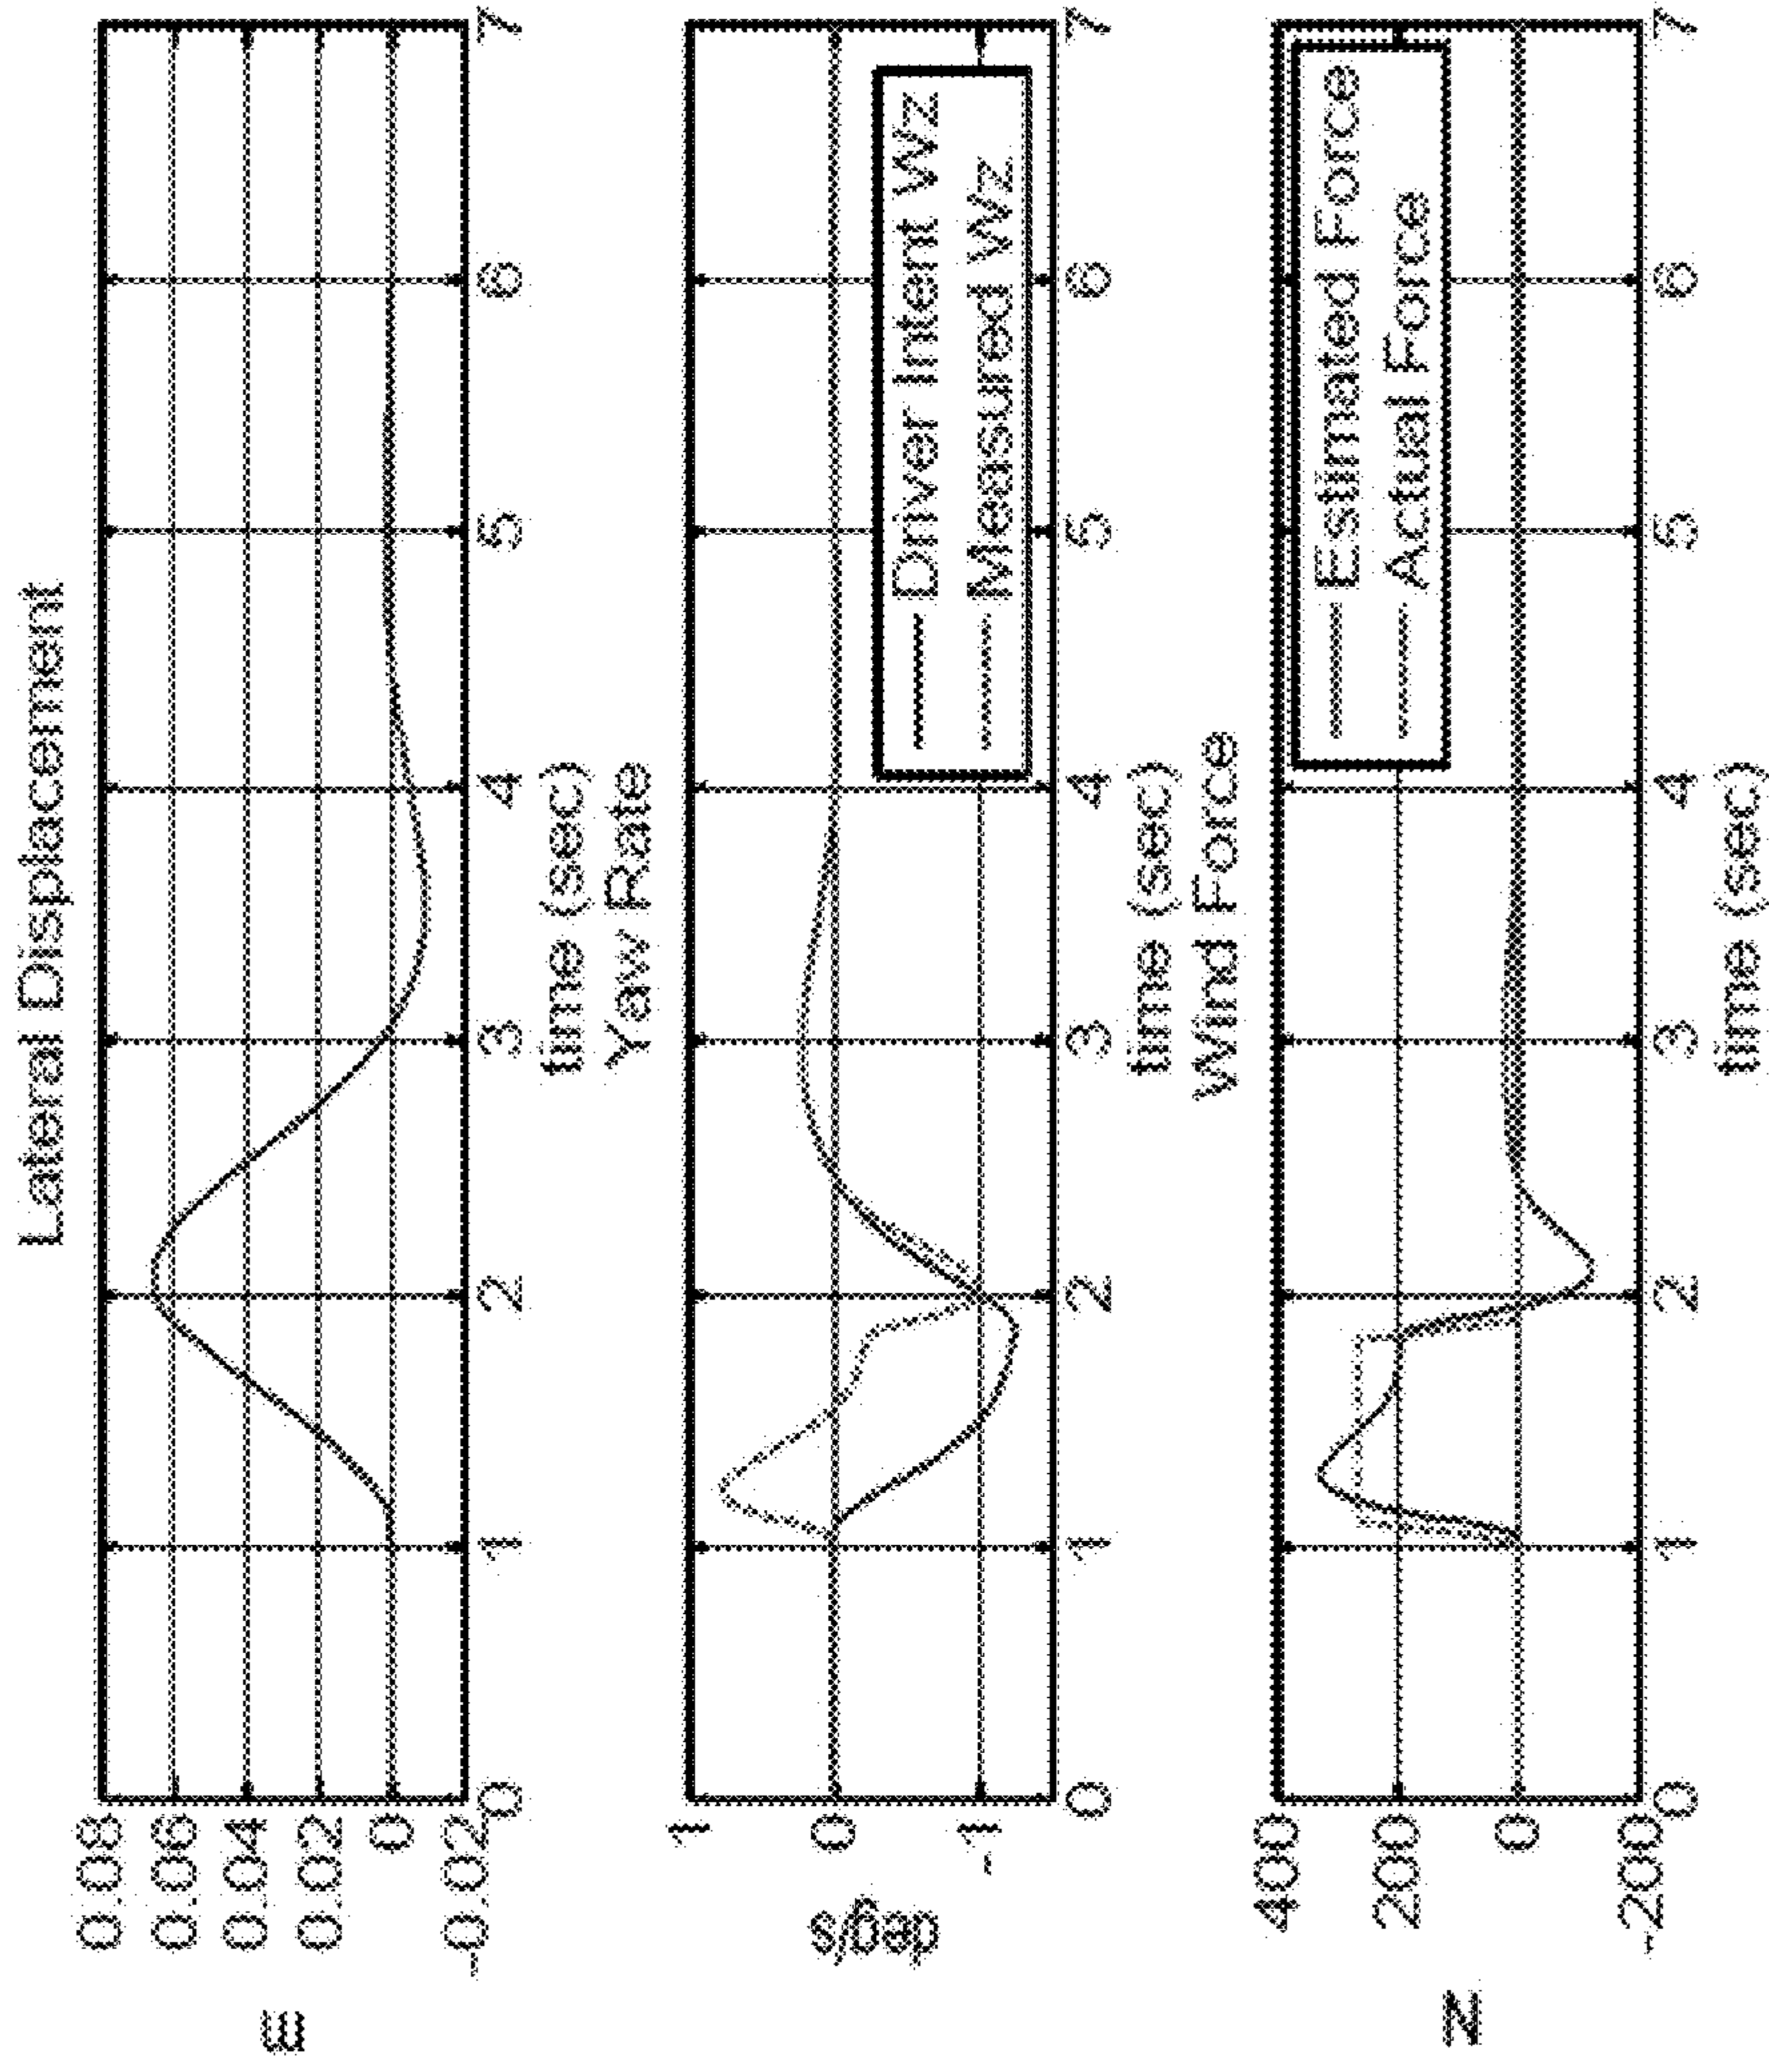 Lateral Displacement
m
0.08
0.06
0.04
0.02
0
-0.02
0 1 2 3 4 5 6 7
time (sec)
Yaw Rate
degs/s
1
0
-1
Driver Intent Wz
Measured Wz
0 1 2 3 4 5 6 7
time (sec)
Wind Force
N
400
200
0
-200
Estimated Force
Actual Force
0 1 2 3 4 5 6 7
time (sec)